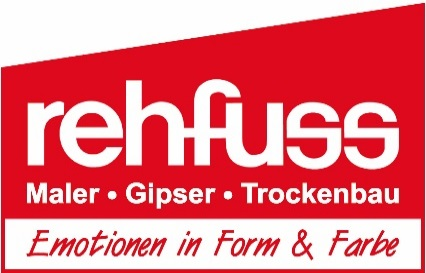 rehfuss
Maler • Gipser • Trockenbau
Emotionen in Form & Farbe